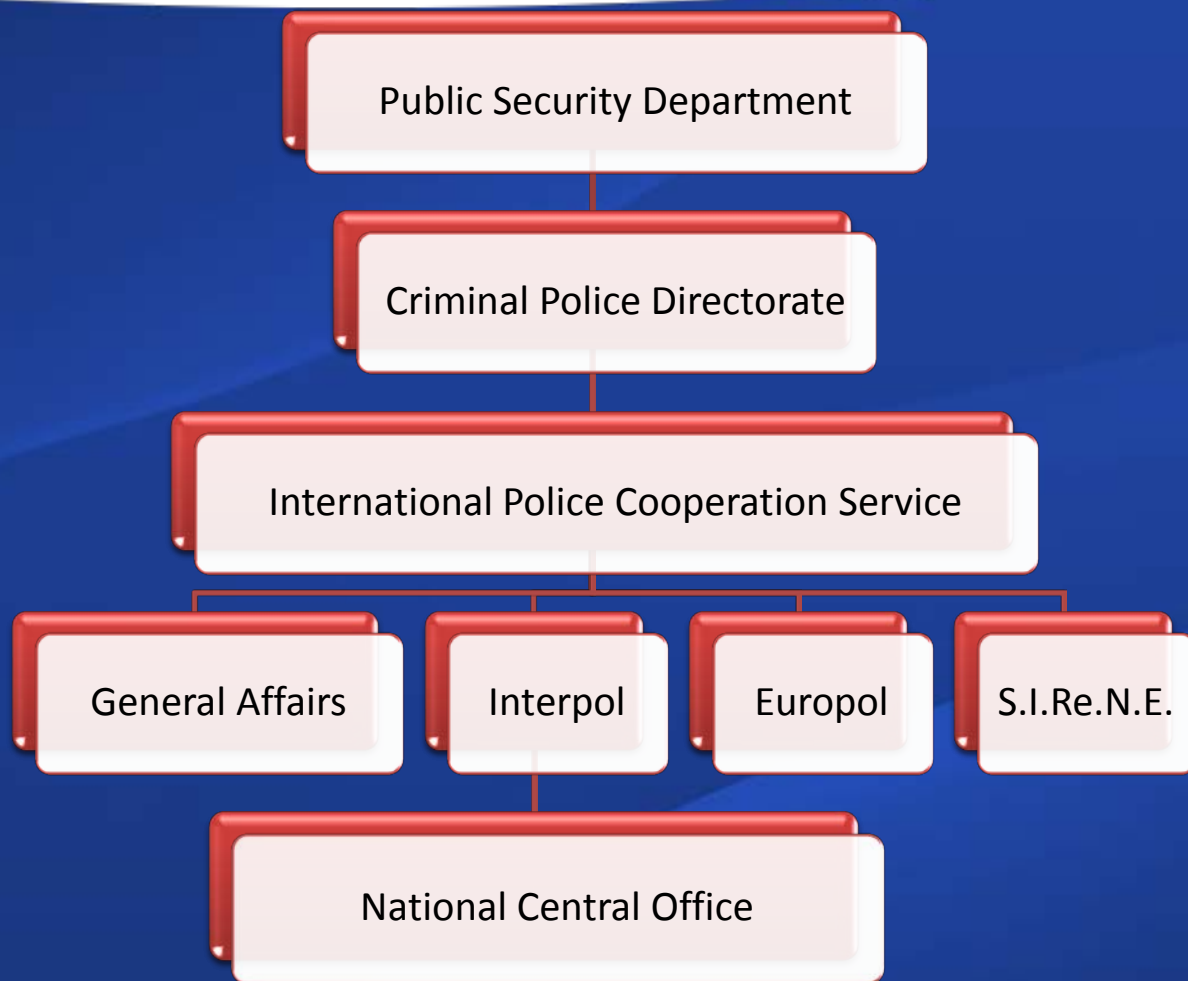 Public Security Department
Criminal Police Directorate
International Police Cooperation Service
General Affairs
Interpol
Europol
S.I.Re.N.E.
National Central Office